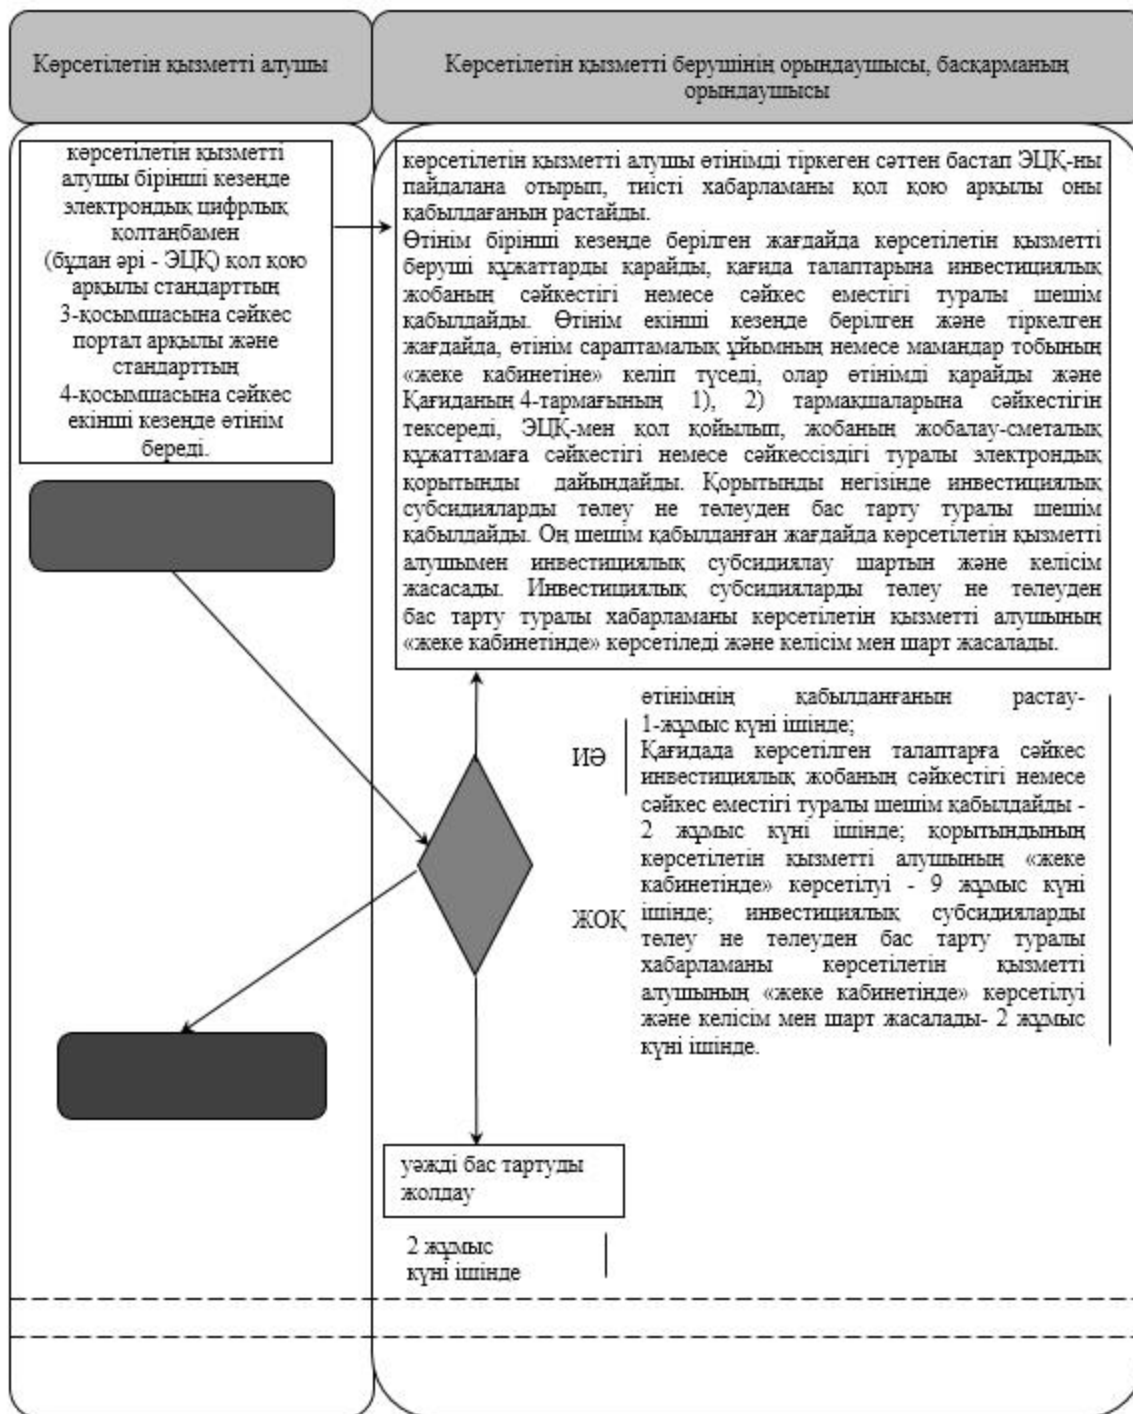 Көрсетілетін қызметті алушы
Көрсетілетін қызметті берушінің орындаушысы, басқарманың
орындаушысы
көрсетілетін қызметті
алушы бірінші кезеңде
электрондық цифрлық
қолтаңбамен
(бұдан әрі - ЭЦҚ) қол қою
арқылы стандарттың
3-қосымшасына сәйкес
портал арқылы және
стандарттың
4-қосымшасына сәйкес
екінші кезеңде өтінім
береді.
көрсетілетін қызметті алушы өтінімді тіркеген сәттен бастап ЭЦҚ-ны
пайдалана отырып, тиісті хабарламаны қол қою арқылы оны
қабылдағанын растайды.
Өтінім бірінші кезеңде берілген жағдайда көрсетілетін қызметті
беруші құжаттарды қарайды, қағида талаптарына инвестициялық
жобаның сәйкестігі немесе сәйкес еместігі туралы шешім
қабылдайды. Өтінім екінші кезеңде берілген және тіркелген
жағдайда, өтінім сараптамалық ұйымның немесе мамандар тобының
«жеке кабинетіне» келіп түседі, олар өтінімді қарайды және
Қағиданың 4-тармағының 1), 2) тармақшаларына сәйкестігін
тексереді, ЭЦҚ-мен қол қойылып, жобаның жобалау-сметалық
құжаттамаға сәйкестігі немесе сәйкессіздігі туралы электрондық
қорытынды дайындайды. Қорытынды негізінде инвестициялық
субсидияларды төлеу не төлеуден бас тарту туралы шешім
қабылдайды. Оң шешім қабылданған жағдайда көрсетілетін қызметті
алушымен инвестициялық субсидиялау шартын және келісім
жасасады. Инвестициялық субсидияларды төлеу не төлеуден
бас тарту туралы хабарламаны көрсетілетін қызметті алушының
«жеке кабинетінде» көрсетіледі және келісім мен шарт жасалады.
ИӘ
өтінімнің қабылданғанын растау-
1-жұмыс күні ішінде;
Қағидада көрсетілген талаптарға сәйкес
инвестициялық жобаның сәйкестігі немесе
сәйкес еместігі туралы шешім қабылдайды -
2 жұмыс күні ішінде; қорытындының
көрсетілетін қызметті алушының «жеке
кабинетінде» көрсетілуі - 9 жұмыс күні
ішінде; инвестициялық субсидияларды
төлеу не төлеуден бас тарту туралы
хабарламаны көрсетілетін қызметті
алушының «жеке кабинетінде» көрсетілуі
және келісім мен шарт жасалады- 2 жұмыс
күні ішінде.
ЖОҚ
уәжді бас тартуды
жолдау
2 жұмыс
күні ішінде